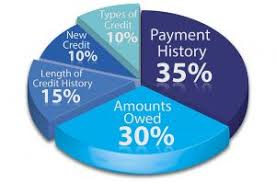 Types of
Credit
10%
New
Credit
10%
Length of
Credit History
15%
Payment
History
35%
Amounts
Owed
30%